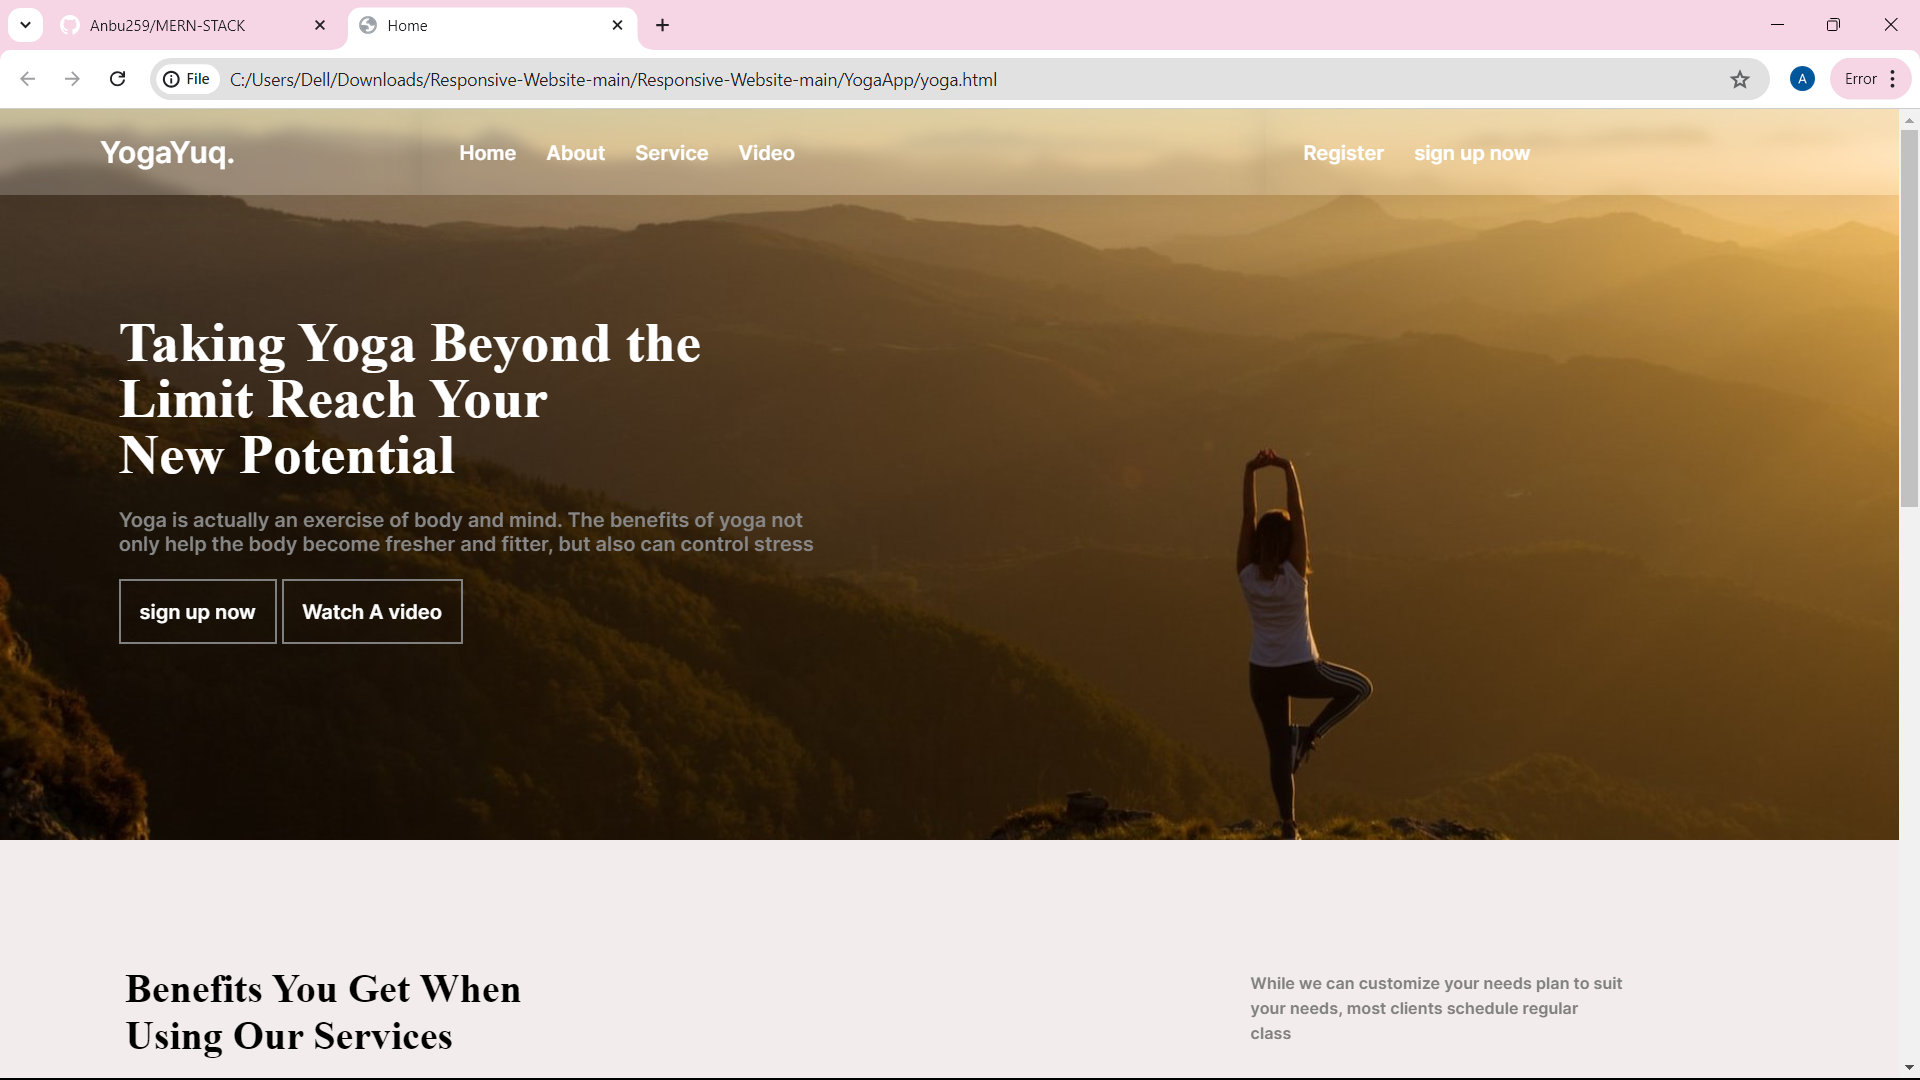 Anbu259/MERN-STACK
Home
File
C:/Users/Dell/Downloads/Responsive-Website-main/Responsive-Website-main/YogaApp/yoga.html
A
Error
YogaYuq.
Home About Service Video
Register sign up now
Taking Yoga Beyond the
Limit Reach Your
New Potential
Yoga is actually an exercise of body and mind. The benefits of yoga not
only help the body become fresher and fitter, but also can control stress
sign up now
Watch A video
Benefits You Get When
Using Our Services
While we can customize your needs plan to suit
your needs, most clients schedule regular
class